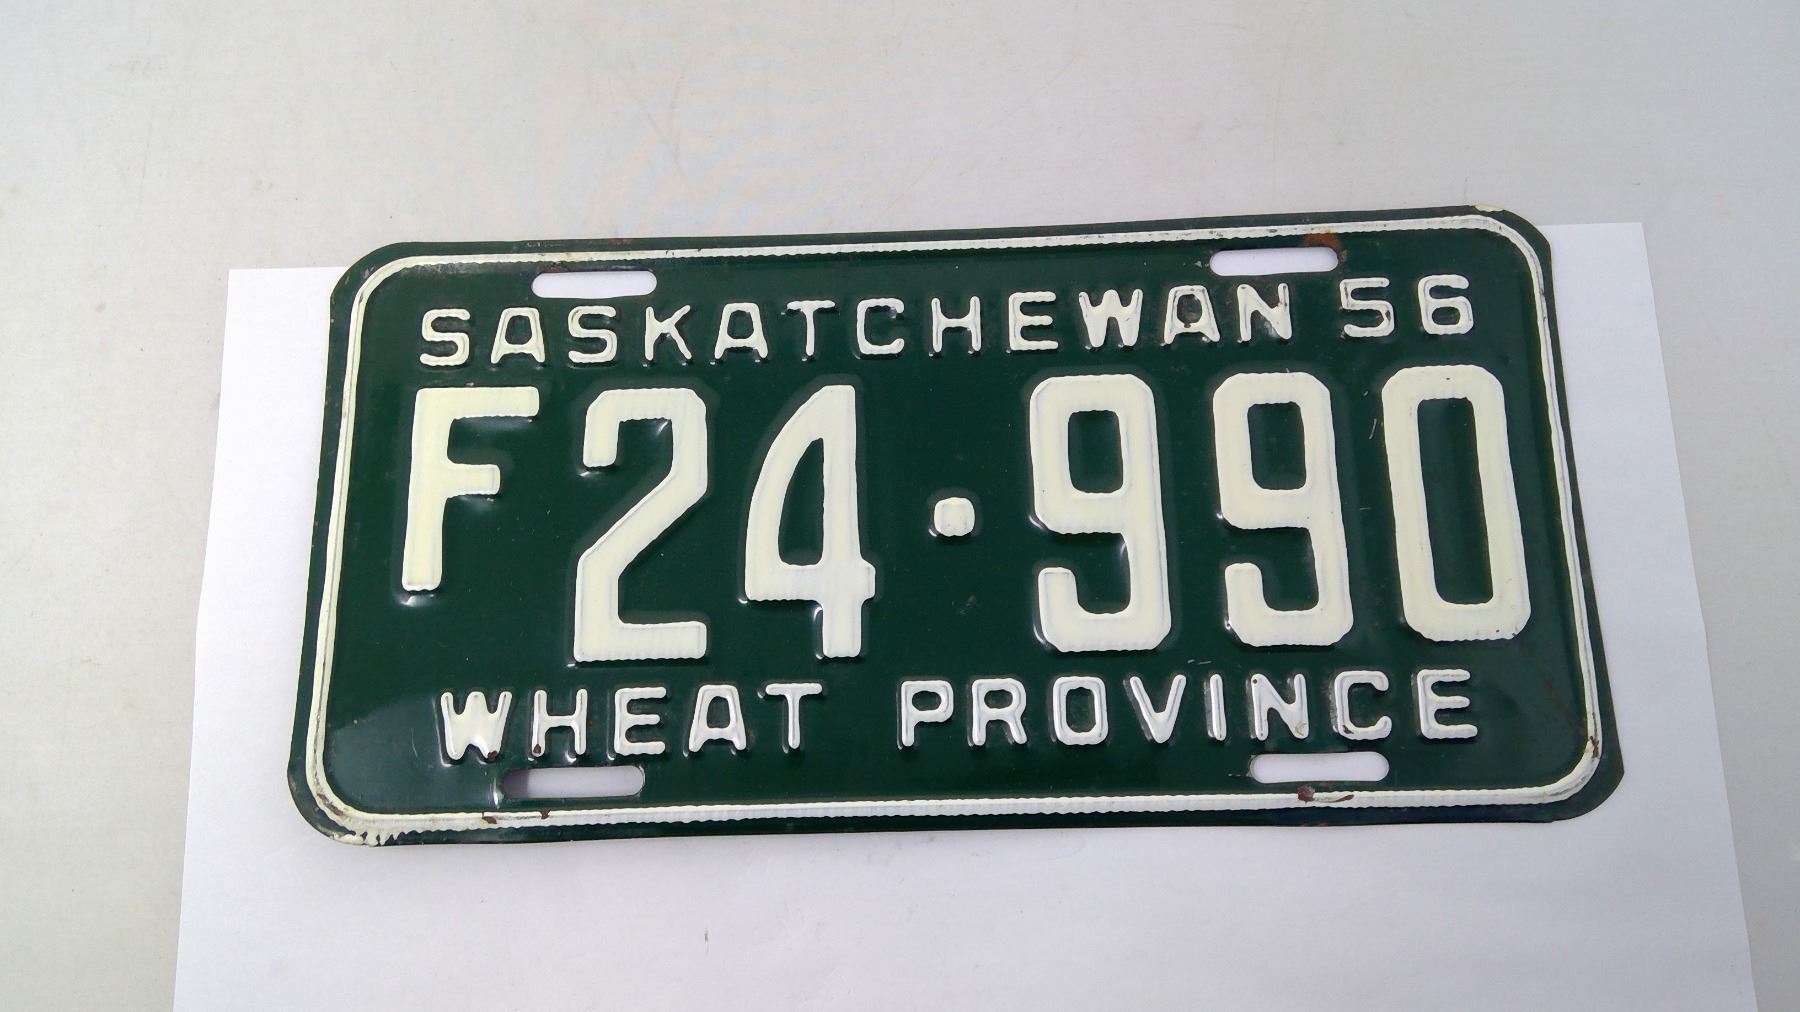 SASKATCHEWAN 56
F24·990
WHEAT PROVINCE